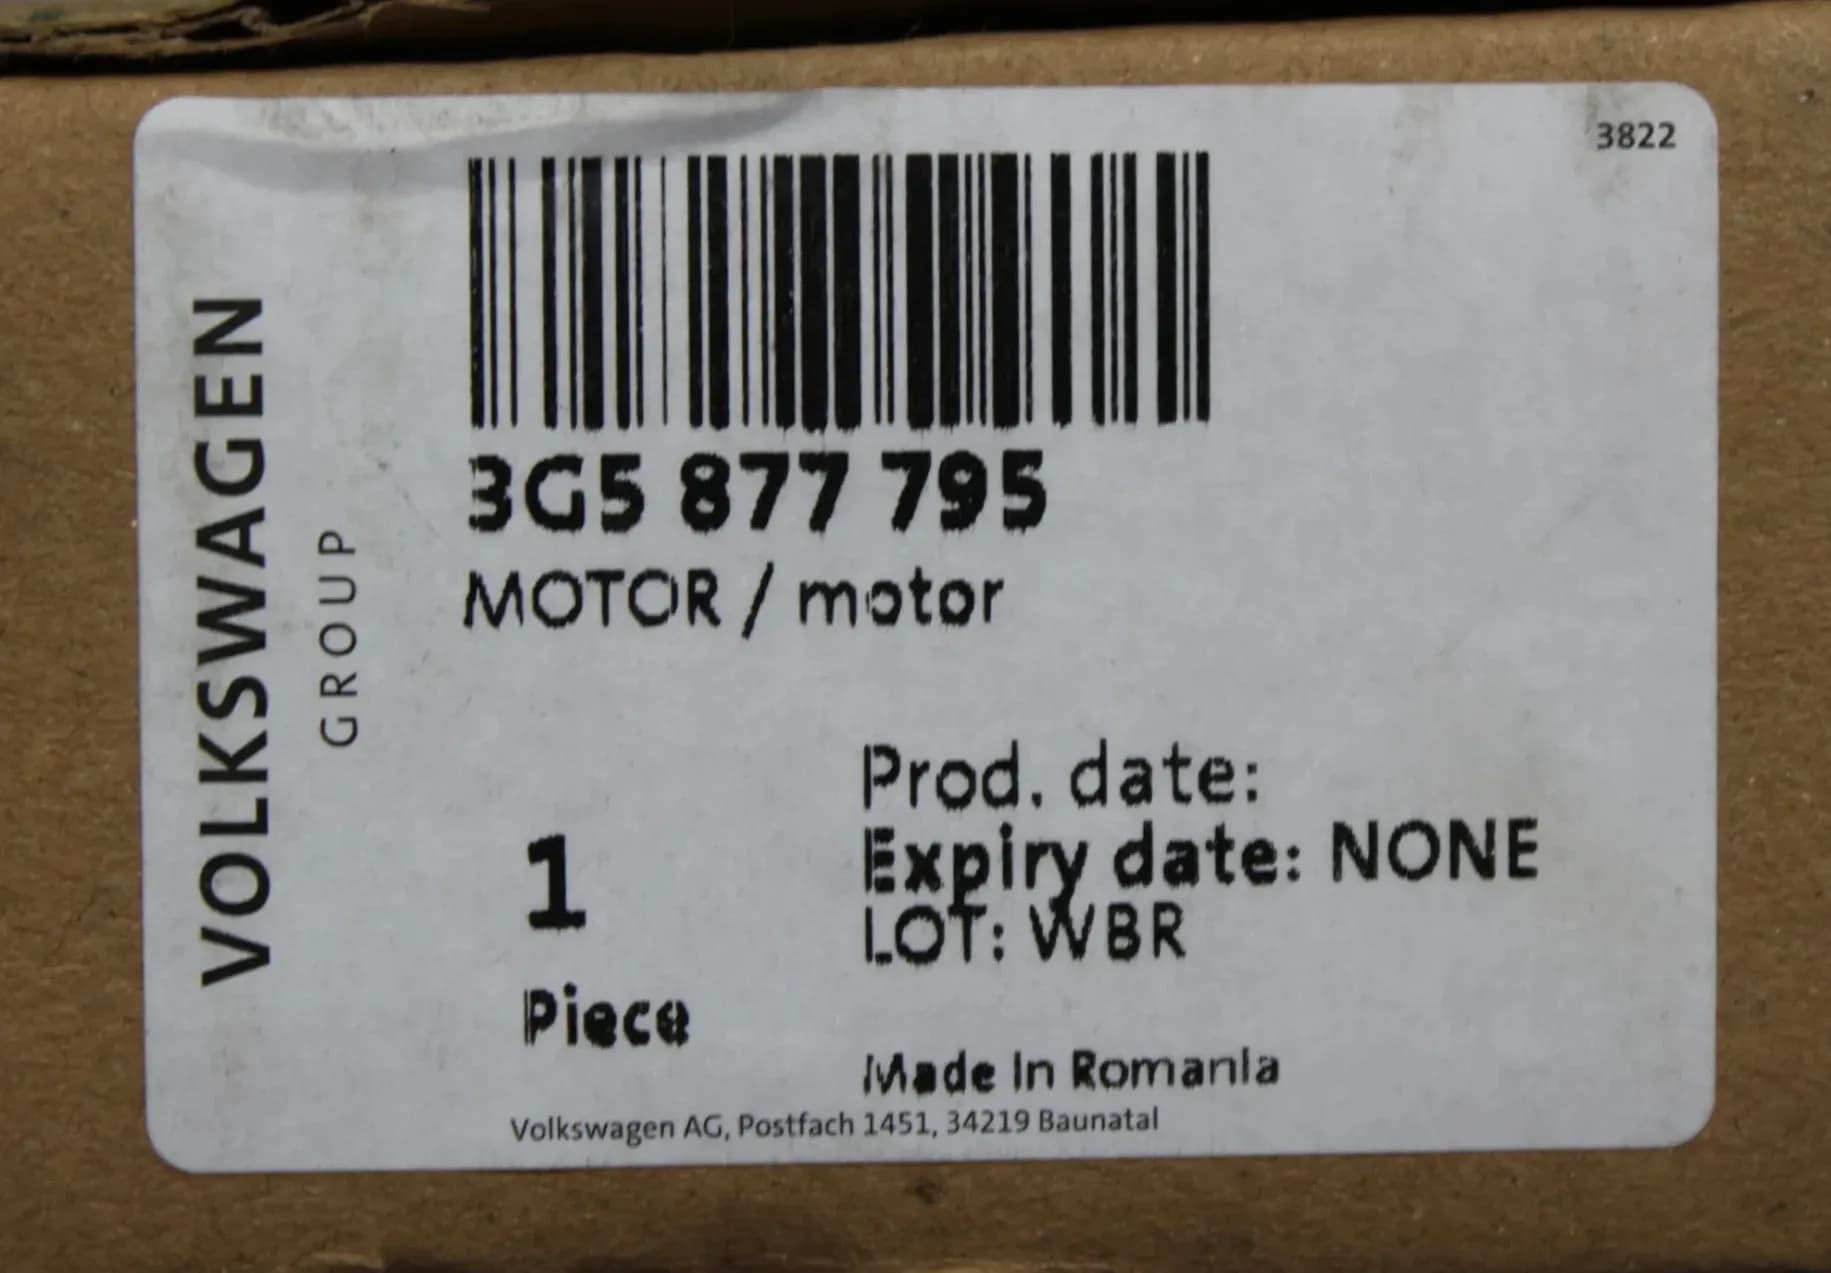 3822
VOLKSWAGEN
GROUP
3G5 877 795
MOTOR / motor
Prod. date:
Expiry date: NONE
LOT: WBR
1
Piece
Made In Romania
Volkswagen AG, Postfach 1451, 34219 Baunatal